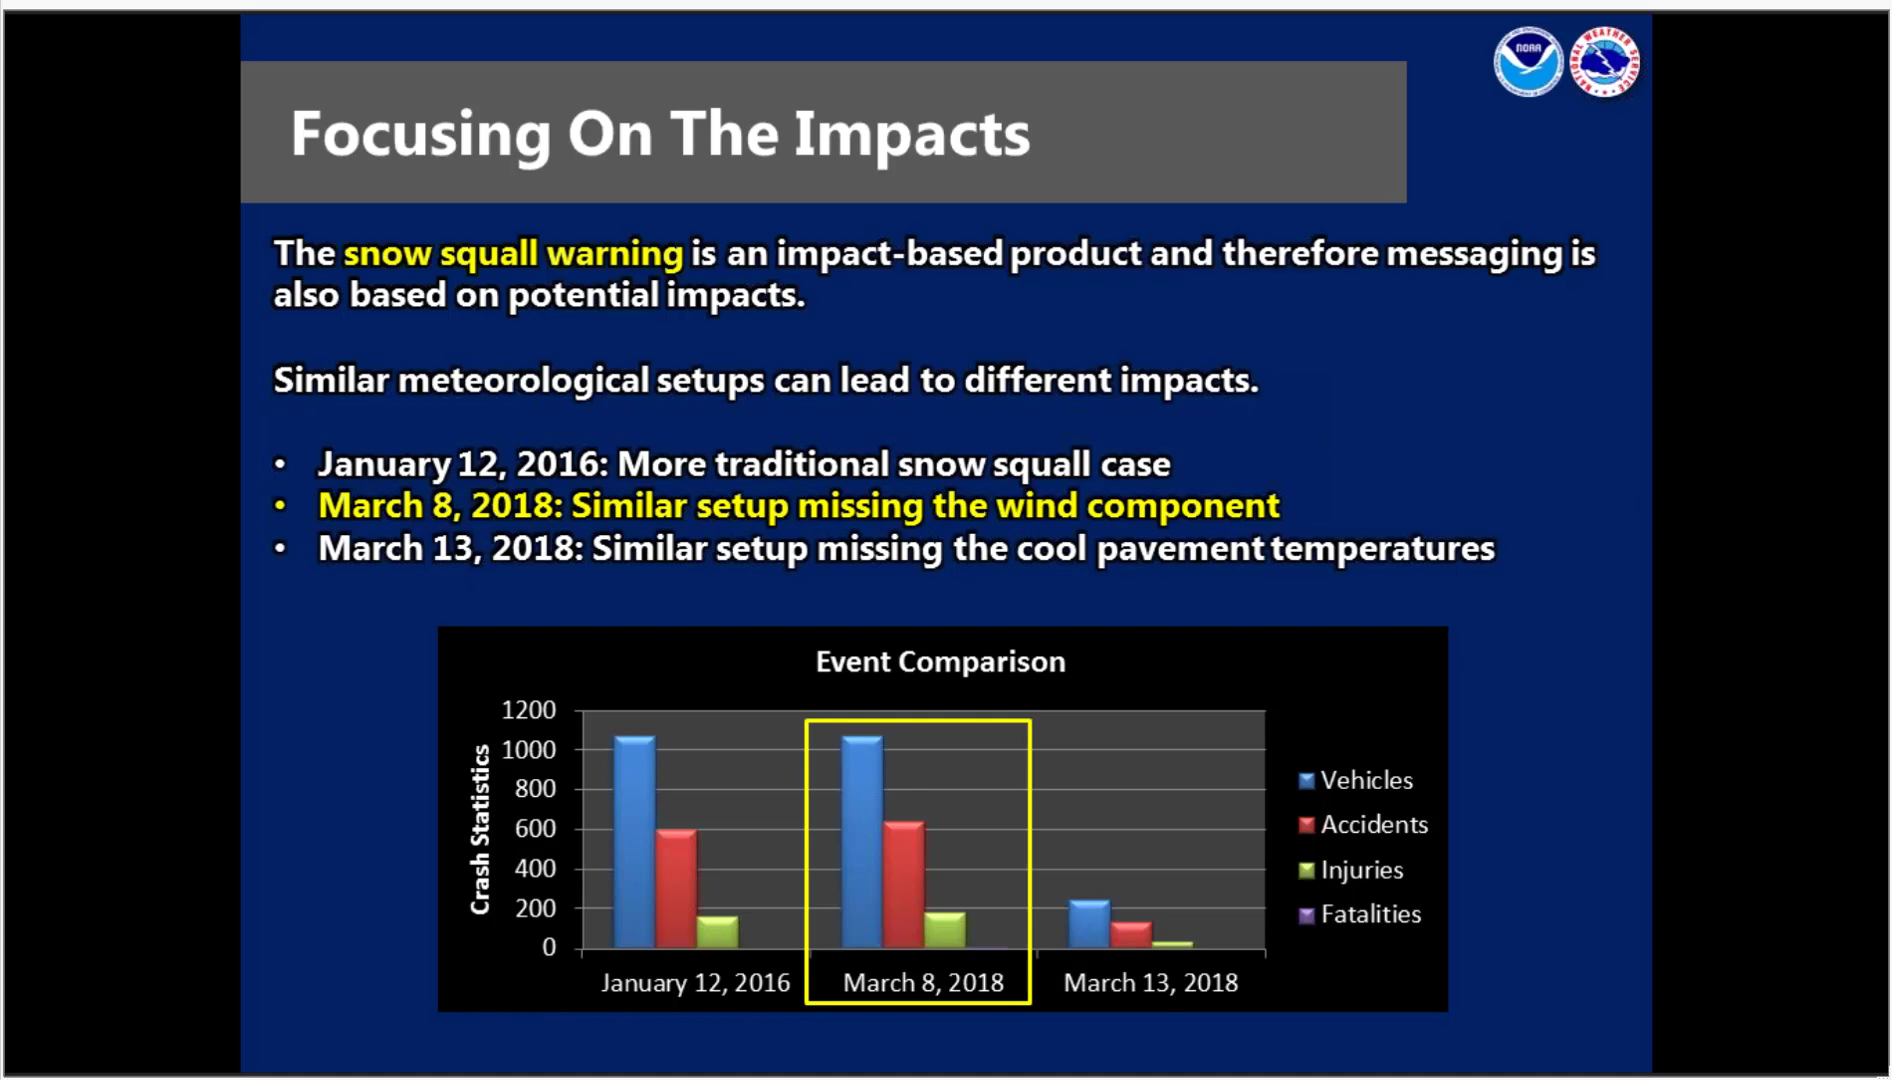 NOAA
NATIONAL WEATHER SERVICE
Focusing On The Impacts
The snow squall warning is an impact-based product and therefore messaging is
also based on potential impacts.
Similar meteorological setups can lead to different impacts.
• January 12, 2016: More traditional snow squall case
• March 8, 2018: Similar setup missing the wind component
• March 13, 2018: Similar setup missing the cool pavement temperatures
Event Comparison
Crash Statistics
1200
1000
800
600
400
200
0
January 12, 2016 March 8, 2018 March 13, 2018
Vehicles
Accidents
Injuries
Fatalities